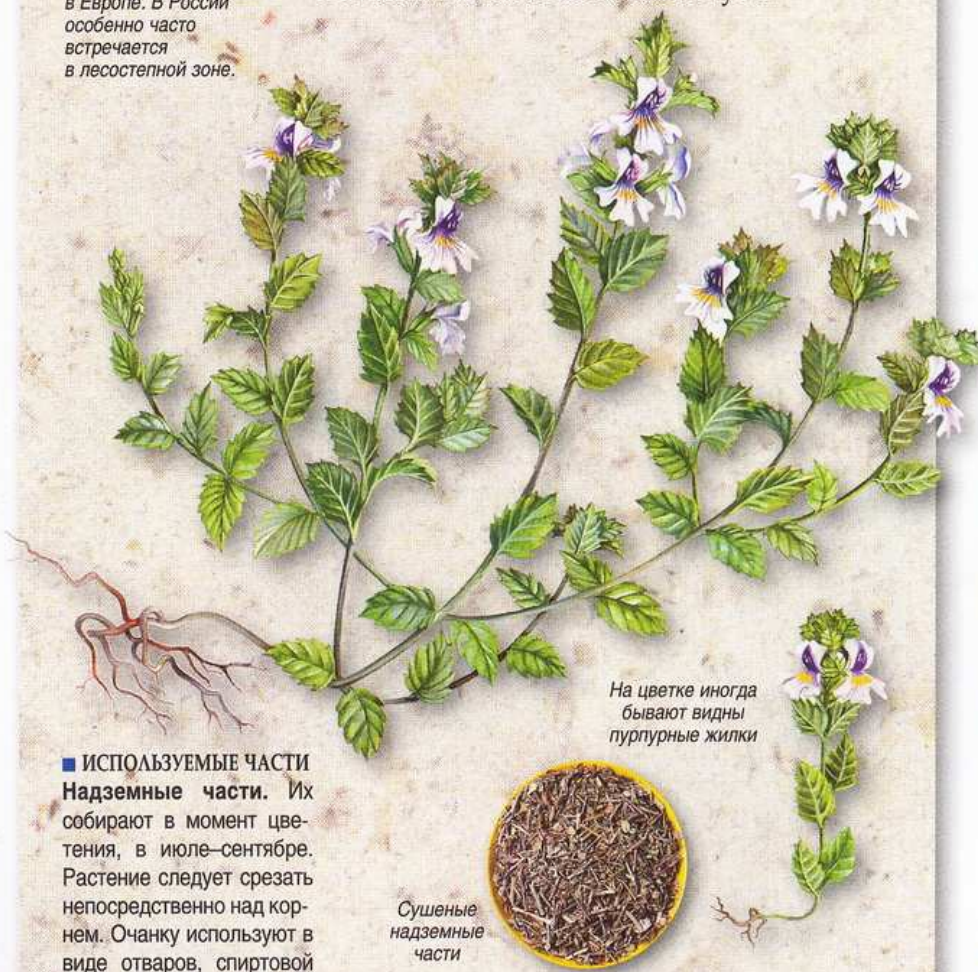 в Европе. В России
особенно часто
встречается
в лесостепной зоне.
На цветке иногда
бывают видны
пурпурные жилки
■ ИСПОЛЬЗУЕМЫЕ ЧАСТИ
Надземные части. Их
собирают в момент цве-
тения, в июле–сентябре.
Растение следует срезать
непосредственно над кор-
нем. Очанку используют в
виде отваров, спиртовой
Сушеные
надземные
части